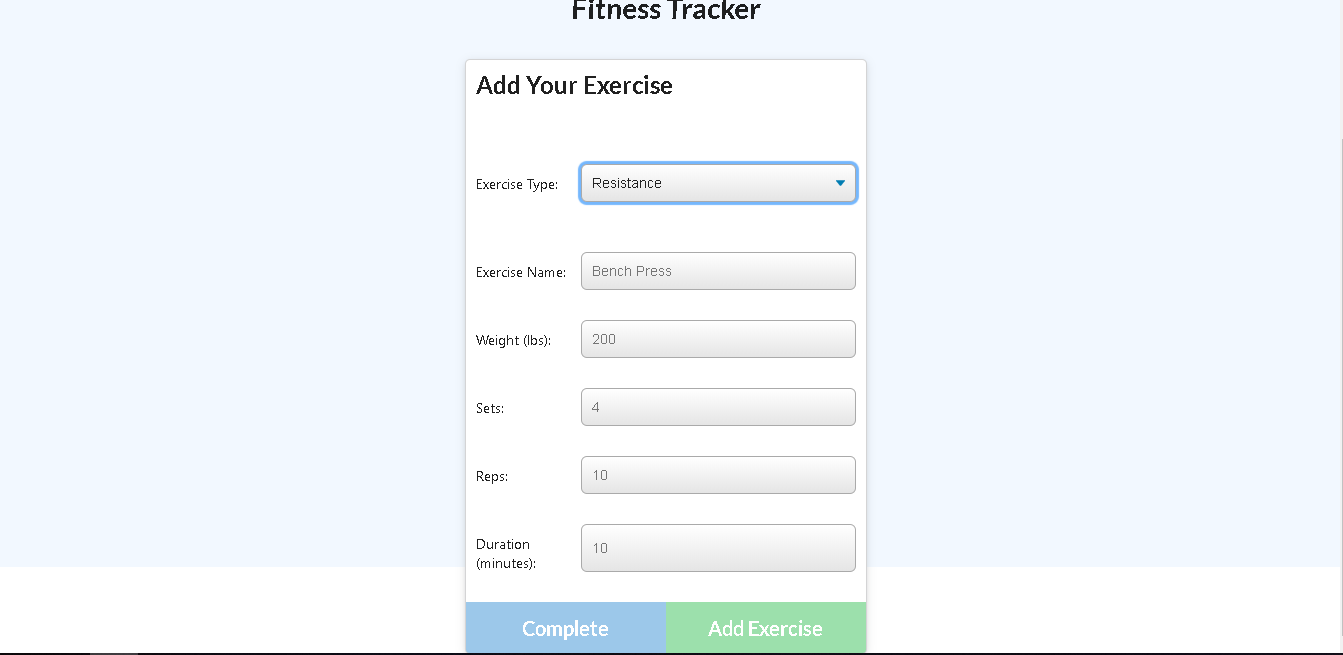 Fitness Tracker
Add Your Exercise
Exercise Type: Resistance
Exercise Name: Bench Press
Weight (lbs): 200
Sets: 4
Reps: 10
Duration
(minutes): 10
Complete Add Exercise